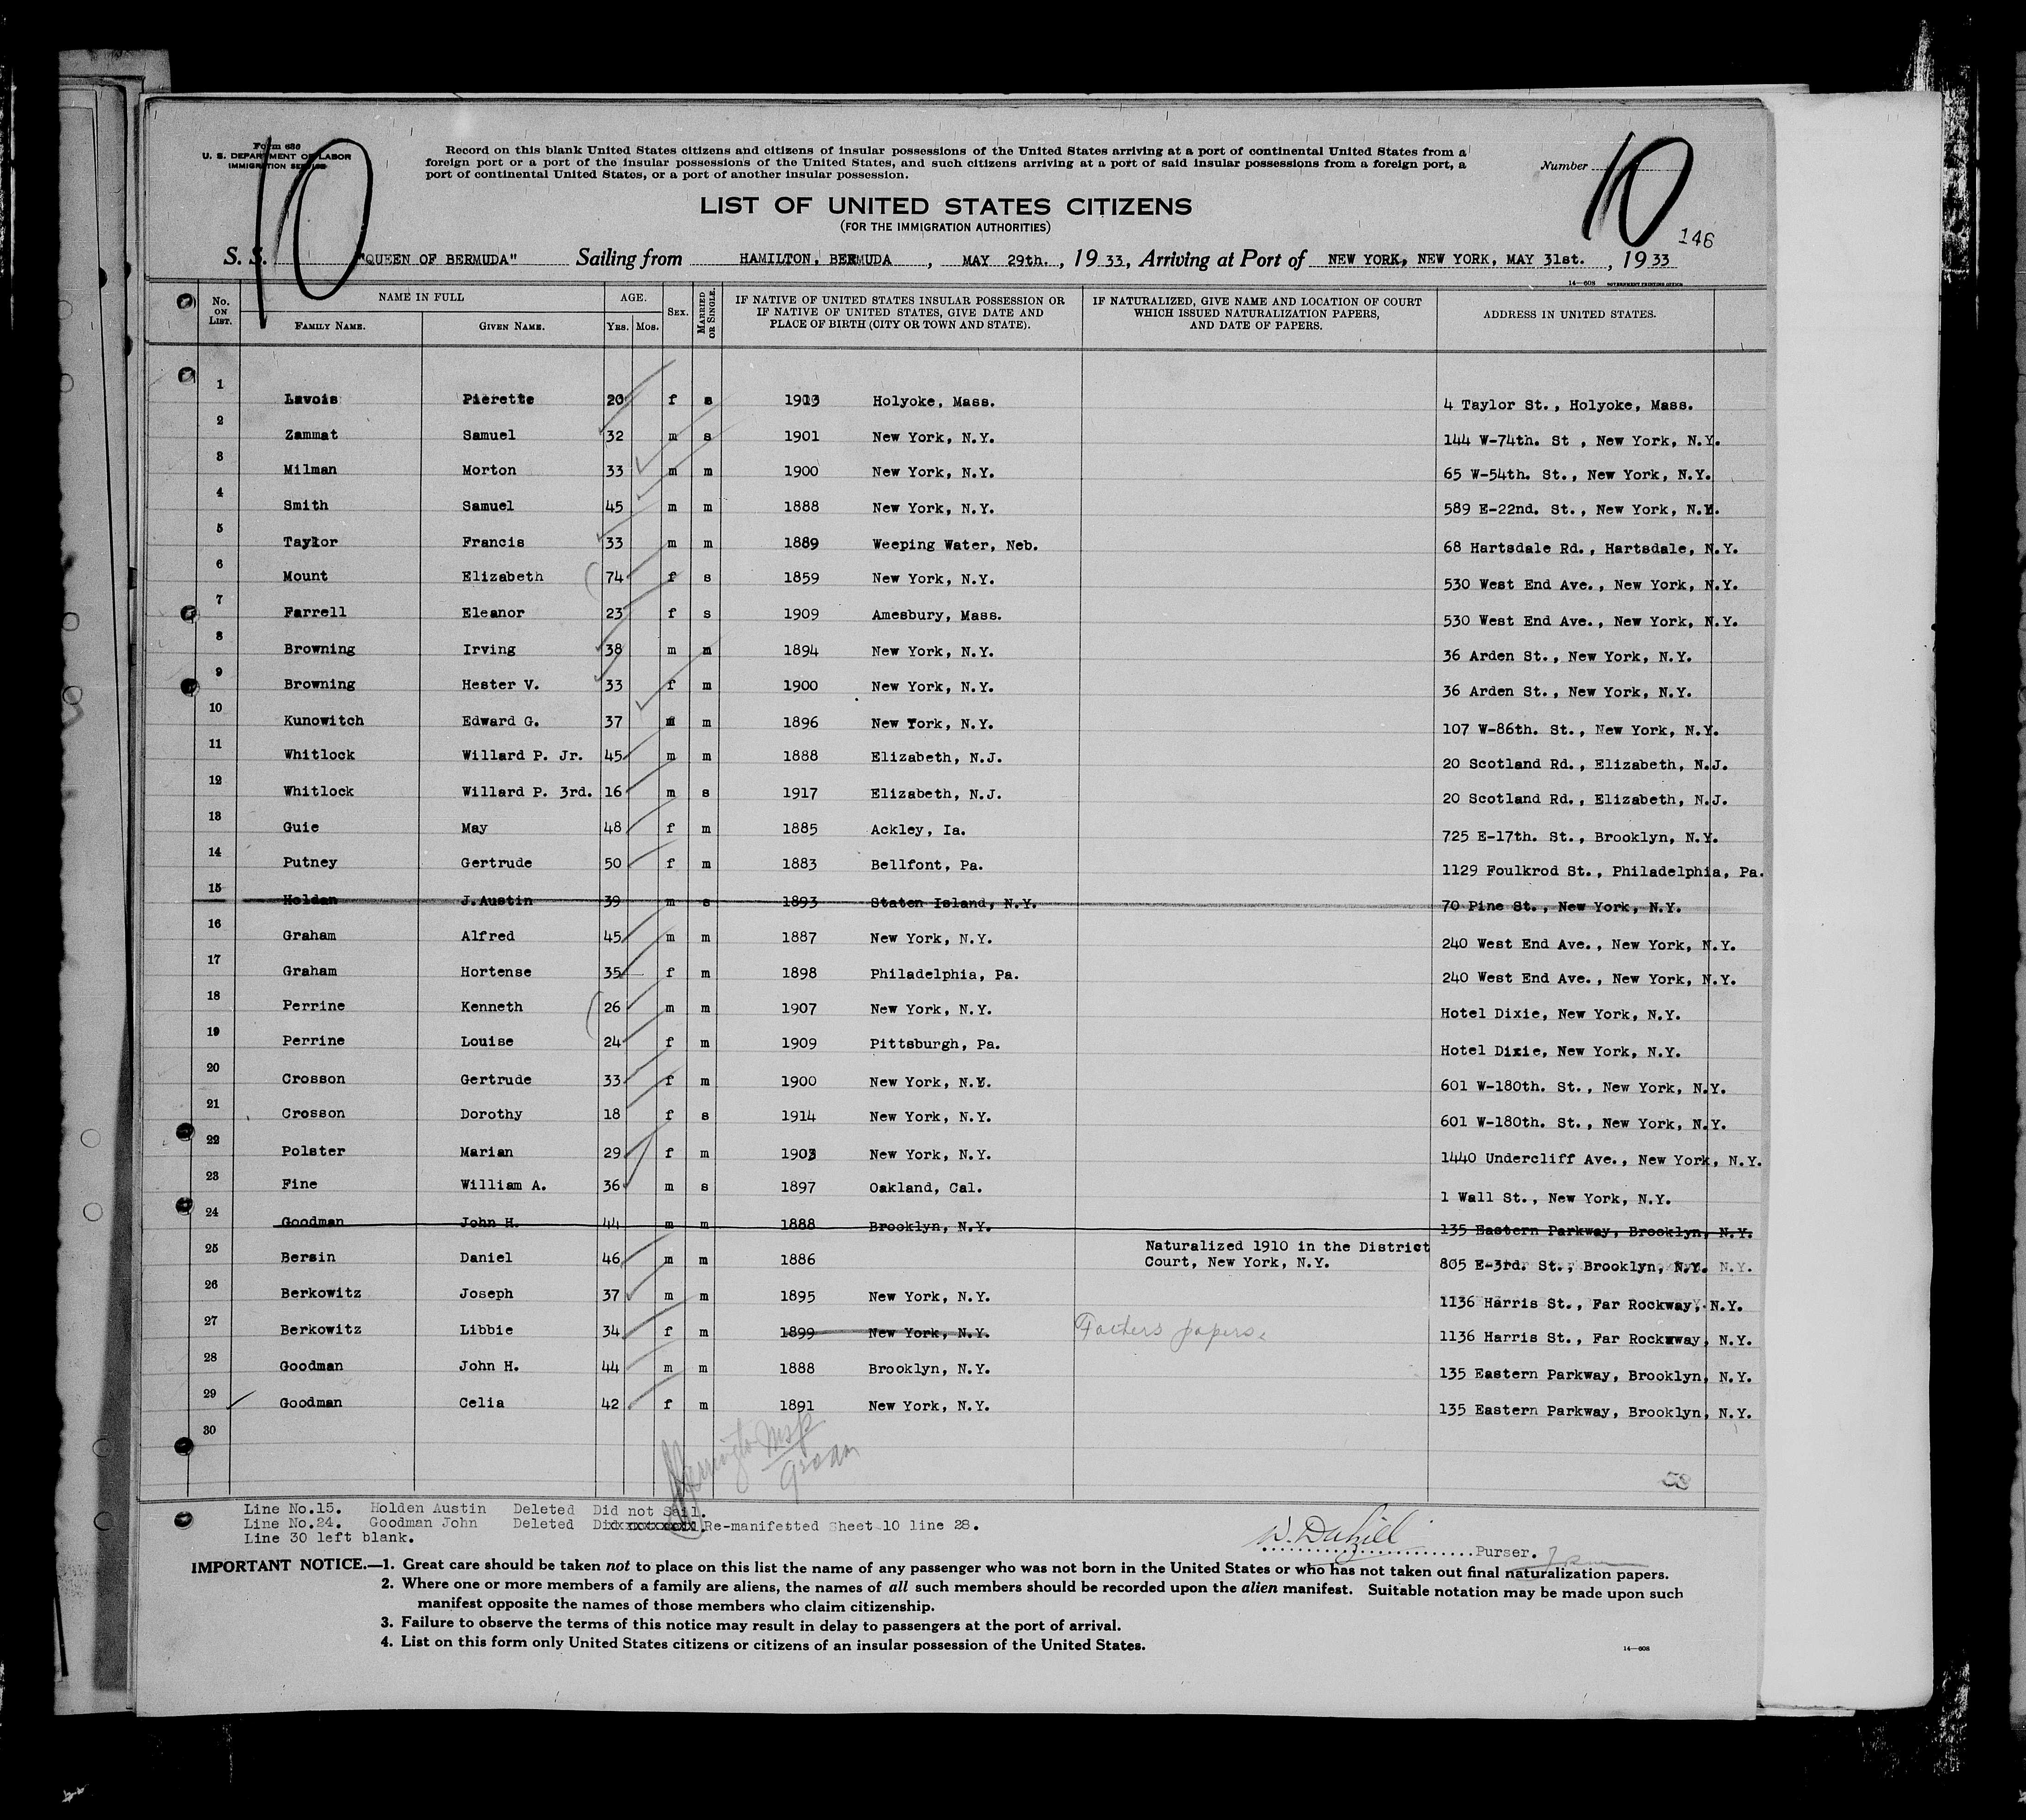 Form 630
U. S. DEPARTMENT OF LABOR
IMMIGRATION SERVICE
10
Record on this blank United States citizens and citizens of insular possessions of the United States arriving at a port of continental United States from a
foreign port or a port of the insular possessions of the United States, and such citizens arriving at a port of said insular possessions from a foreign port, a
port of continental United States, or a port of another insular possession.
Number 10
LIST OF UNITED STATES CITIZENS
(FOR THE IMMIGRATION AUTHORITIES)
146
S. S. "QUEEN OF BERMUDA" Sailing from HAMILTON, BERMUDA, MAY 29th., 1933, Arriving at Port of NEW YORK, NEW YORK, MAY 31st., 1933
14—608 GOVERNMENT PRINTING OFFICE
No. ON LIST. NAME IN FULL FAMILY NAME. GIVEN NAME. AGE. YRS. MOS. SEX. MARRIED OR SINGLE. IF NATIVE OF UNITED STATES INSULAR POSSESSION OR IF NATIVE OF UNITED STATES, GIVE DATE AND PLACE OF BIRTH (CITY OR TOWN AND STATE). IF NATURALIZED, GIVE NAME AND LOCATION OF COURT WHICH ISSUED NATURALIZATION PAPERS, AND DATE OF PAPERS. ADDRESS IN UNITED STATES.
1 Lavois Pierette 20 f s 1913 Holyoke, Mass. 4 Taylor St., Holyoke, Mass.
2 Zammat Samuel 32 m s 1901 New York, N.Y. 144 W-74th. St , New York, N.Y.
3 Milman Morton 33 m m 1900 New York, N.Y. 65 W-54th. St., New York, N.Y.
4 Smith Samuel 45 m m 1888 New York, N.Y. 589 E-22nd. St., New York, N.Y.
5 Taylor Francis 33 m m 1889 Weeping Water, Neb. 68 Hartsdale Rd., Hartsdale, N.Y.
6 Mount Elizabeth 74 f s 1859 New York, N.Y. 530 West End Ave., New York, N.Y.
7 Farrell Eleanor 23 f s 1909 Amesbury, Mass. 530 West End Ave., New York, N.Y.
8 Browning Irving 38 m m 1894 New York, N.Y. 36 Arden St., New York, N.Y.
9 Browning Hester V. 33 f m 1900 New York, N.Y. 36 Arden St., New York, N.Y.
10 Kunowitch Edward G. 37 m m 1896 New York, N.Y. 107 W-86th. St., New York, N.Y.
11 Whitlock Willard P. Jr. 45 m m 1888 Elizabeth, N.J. 20 Scotland Rd., Elizabeth, N.J.
12 Whitlock Willard P. 3rd. 16 m s 1917 Elizabeth, N.J. 20 Scotland Rd., Elizabeth, N.J.
13 Guie May 48 f m 1885 Ackley, Ia. 725 E-17th. St., Brooklyn, N.Y.
14 Putney Gertrude 50 f m 1883 Bellfont, Pa. 1129 Foulkrod St., Philadelphia, Pa.
15 Holden J.Austin 39 m s 1893 Staten Island, N.Y. 70 Pine St., New York, N.Y.
16 Graham Alfred 45 m m 1887 New York, N.Y. 240 West End Ave., New York, N.Y.
17 Graham Hortense 35 f m 1898 Philadelphia, Pa. 240 West End Ave., New York, N.Y.
18 Perrine Kenneth 26 m m 1907 New York, N.Y. Hotel Dixie, New York, N.Y.
19 Perrine Louise 24 f m 1909 Pittsburgh, Pa. Hotel Dixie, New York, N.Y.
20 Crosson Gertrude 33 f m 1900 New York, N.Y. 601 W-180th. St., New York, N.Y.
21 Crosson Dorothy 18 f s 1914 New York, N.Y. 601 W-180th. St., New York, N.Y.
22 Polster Marian 29 f m 1903 New York, N.Y. 1440 Undercliff Ave., New York, N.Y.
23 Fine William A. 36 m s 1897 Oakland, Cal. 1 Wall St., New York, N.Y.
24 Goodman John H. 44 m m 1888 Brooklyn, N.Y. 135 Eastern Parkway, Brooklyn, N.Y.
25 Bersin Daniel 46 m m 1886 Naturalized 1910 in the District Court, New York, N.Y. 805 E-3rd. St., Brooklyn, N.Y.
26 Berkowitz Joseph 37 m m 1895 New York, N.Y. 1136 Harris St., Far Rockway, N.Y.
27 Berkowitz Libbie 34 f m 1899 New York, N.Y. Fathers papers. 1136 Harris St., Far Rockway, N.Y.
28 Goodman John H. 44 m m 1888 Brooklyn, N.Y. 135 Eastern Parkway, Brooklyn, N.Y.
29 Goodman Celia 42 f m 1891 New York, N.Y. 135 Eastern Parkway, Brooklyn, N.Y.
30
Line No.15. Holden Austin Deleted Did not Sail.
Line No.24. Goodman John Deleted Re-manifested Sheet 10 line 28.
Line 30 left blank.
Purser.
IMPORTANT NOTICE.—1. Great care should be taken not to place on this list the name of any passenger who was not born in the United States or who has not taken out final naturalization papers.
2. Where one or more members of a family are aliens, the names of all such members should be recorded upon the alien manifest. Suitable notation may be made upon such
manifest opposite the names of those members who claim citizenship.
3. Failure to observe the terms of this notice may result in delay to passengers at the port of arrival.
4. List on this form only United States citizens or citizens of an insular possession of the United States.
14—608